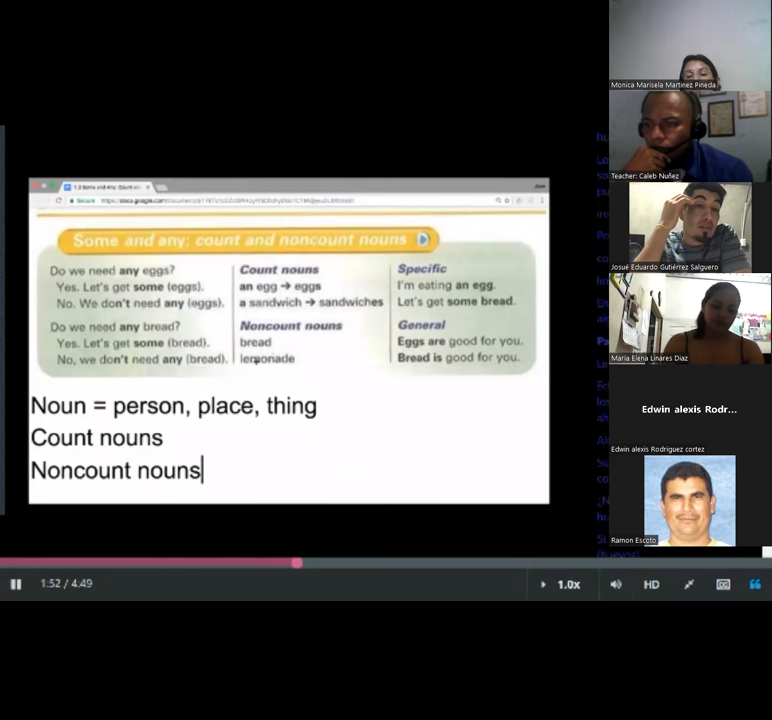 Some and any; count and noncount nouns
Do we need any eggs?
Yes. Let's get some (eggs).
No. We don't need any (eggs).
Do we need any bread?
Yes. Let's get some (bread).
No, we don't need any (bread).
Count nouns
an egg → eggs
a sandwich → sandwiches
Noncount nouns
bread
lemonade
Specific
I'm eating an egg.
Let's get some bread.
General
Eggs are good for you.
Bread is good for you.
Noun = person, place, thing
Count nouns
Noncount nouns
1:52 / 4:49
1.0x
HD
Monica Marisela Martinez Pineda
Teacher: Caleb Nuñez
Josué Eduardo Gutiérrez Salguero
Maria Elena Linares Diaz
Edwin alexis Rodr...
Edwin alexis Rodriguez cortez
Ramon Escoto